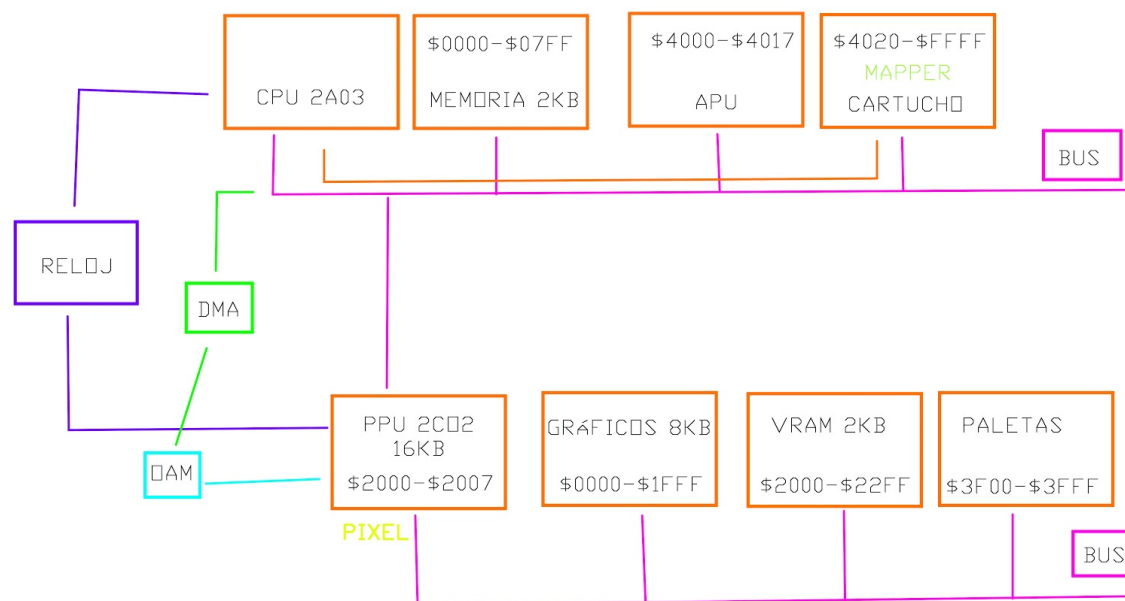 $0000-$07FF
$4000-$4017
$4020-$FFFF
MAPPER
CPU 2A03
MEMORIA 2KB
APU
CARTUCHO
BUS
RELOJ
DMA
PPU 2C02
16KB
$2000-$2007
GRÁFICOS 8KB
$0000-$1FFF
VRAM 2KB
$2000-$22FF
PALETAS
$3F00-$3FFF
OAM
PIXEL
BUS